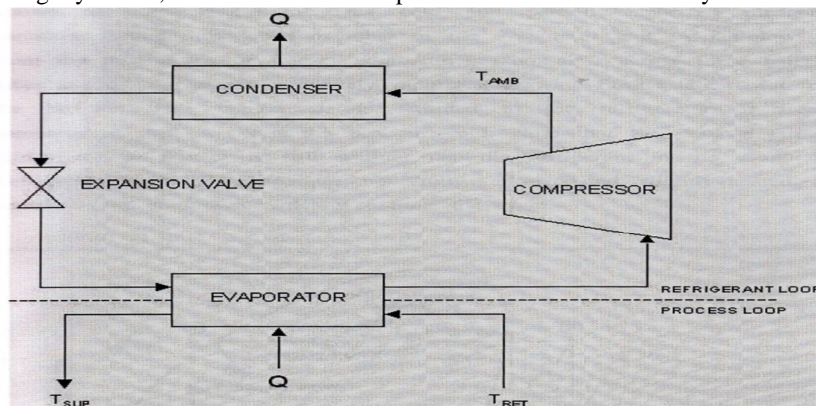 Q
T_AMB
CONDENSER
EXPANSION VALVE
COMPRESSOR
REFRIGERANT LOOP
EVAPORATOR
PROCESS LOOP
Q
T_SUP
T_RET